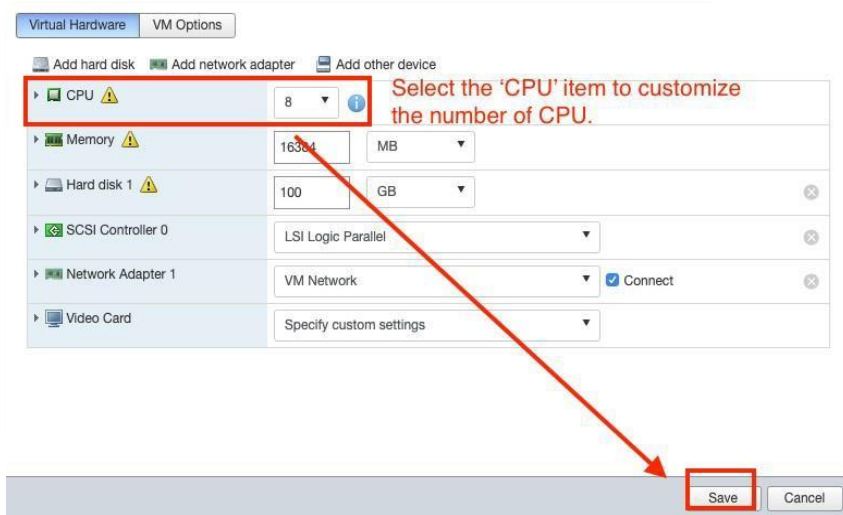 Virtual Hardware VM Options
Add hard disk Add network adapter Add other device
CPU 8
Select the ‘CPU’ item to customize
the number of CPU.
Memory 16384 MB
Hard disk 1 100 GB
SCSI Controller 0 LSI Logic Parallel
Network Adapter 1 VM Network Connect
Video Card Specify custom settings
Save Cancel